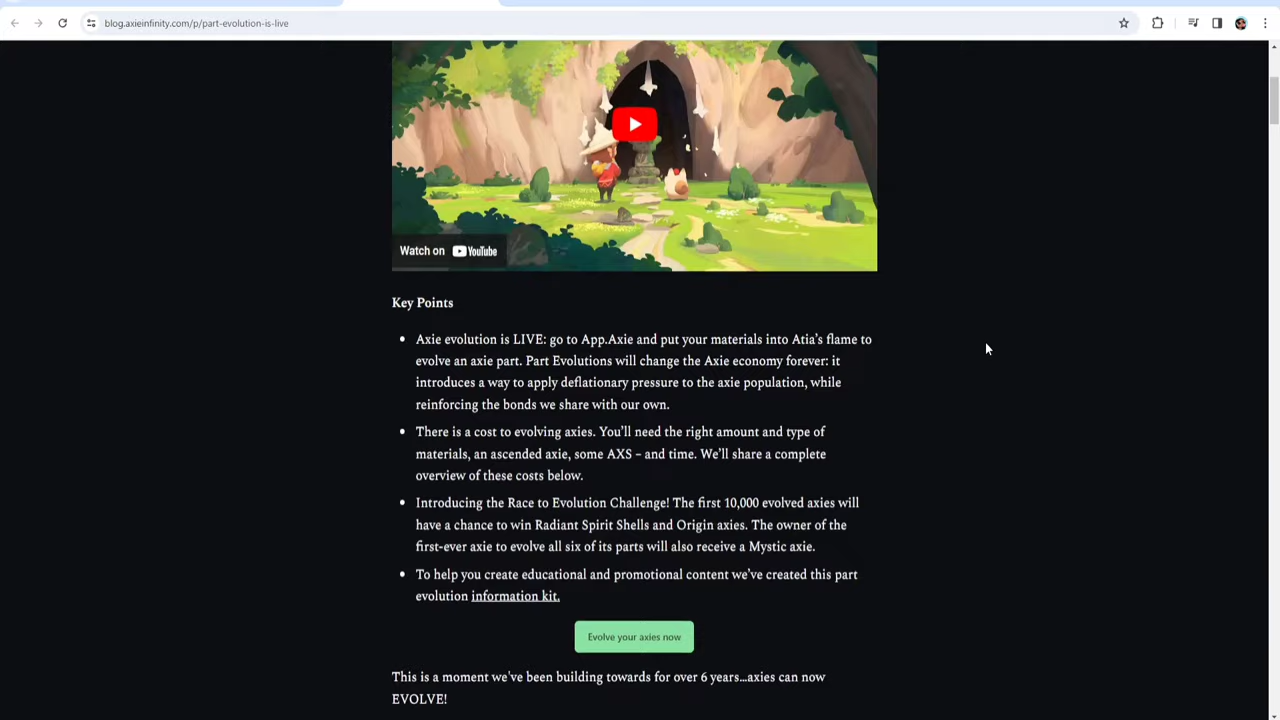 blog.axieinfinity.com/p/part-evolution-is-live
Watch on YouTube
Key Points
• Axie evolution is LIVE: go to App.Axie and put your materials into Atia's flame to
evolve an axie part. Part Evolutions will change the Axie economy forever: it
introduces a way to apply deflationary pressure to the axie population, while
reinforcing the bonds we share with our own.
• There is a cost to evolving axies. You'll need the right amount and type of
materials, an ascended axie, some AXS – and time. We'll share a complete
overview of these costs below.
• Introducing the Race to Evolution Challenge! The first 10,000 evolved axies will
have a chance to win Radiant Spirit Shells and Origin axies. The owner of the
first-ever axie to evolve all six of its parts will also receive a Mystic axie.
• To help you create educational and promotional content we've created this part
evolution information kit.
Evolve your axies now
This is a moment we've been building towards for over 6 years...axies can now
EVOLVE!